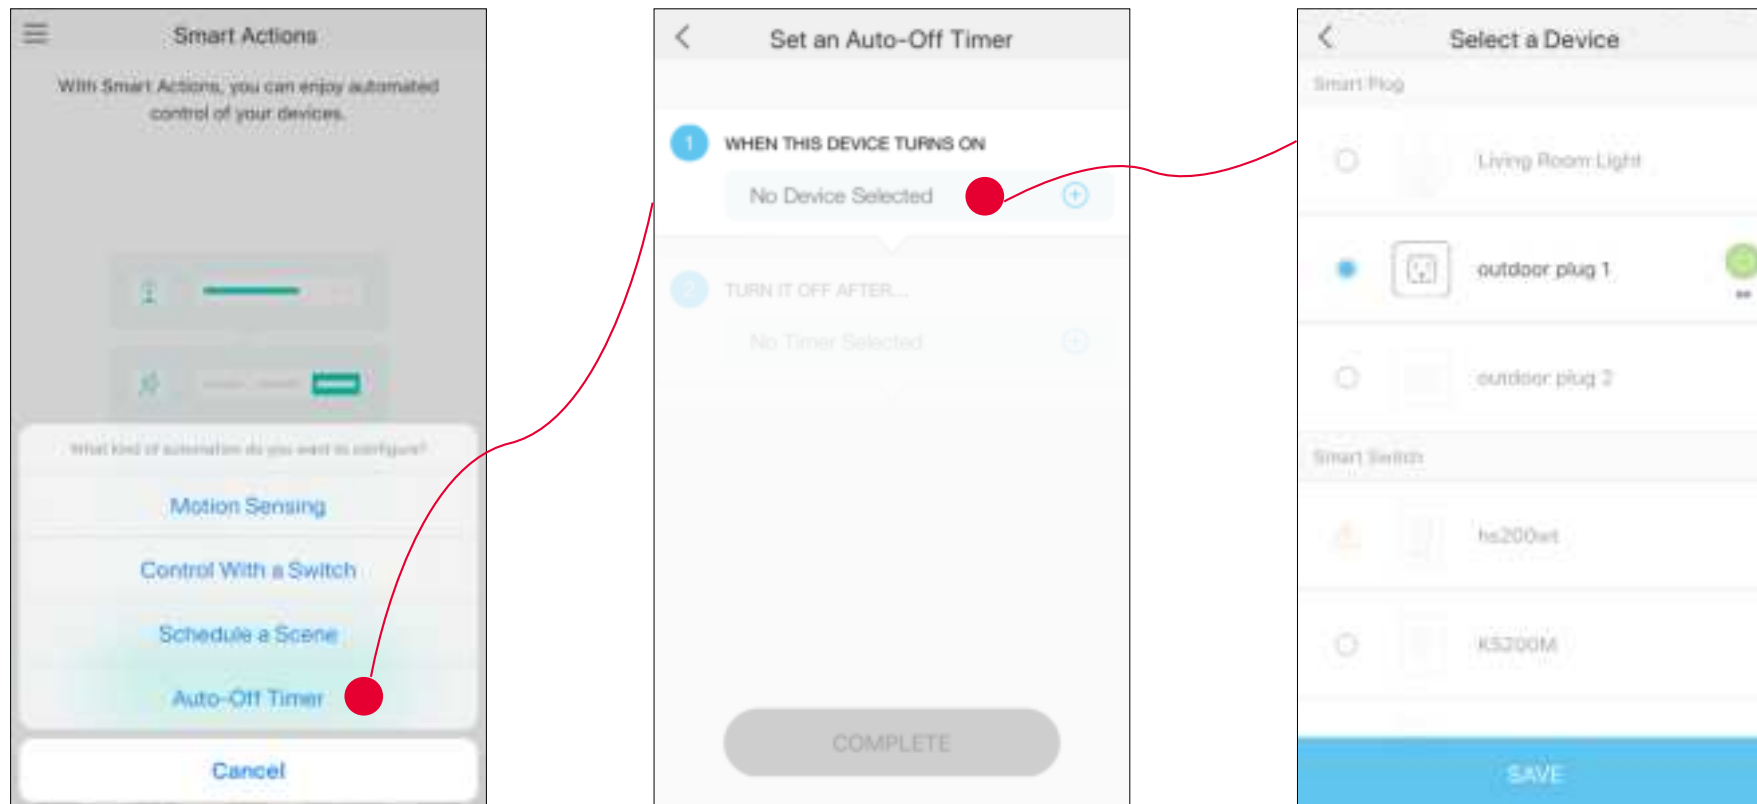 Smart Actions
With Smart Actions, you can enjoy automated
control of your devices.
What kind of automation do you want to configure?
Motion Sensing
Control With a Switch
Schedule a Scene
Auto-Off Timer
Cancel
Set an Auto-Off Timer
1 WHEN THIS DEVICE TURNS ON
No Device Selected
2 TURN IT OFF AFTER...
No Timer Selected
COMPLETE
Select a Device
Smart Plug
Living Room Light
outdoor plug 1
outdoor plug 2
Smart Switch
hs200wt
KS200M
SAVE